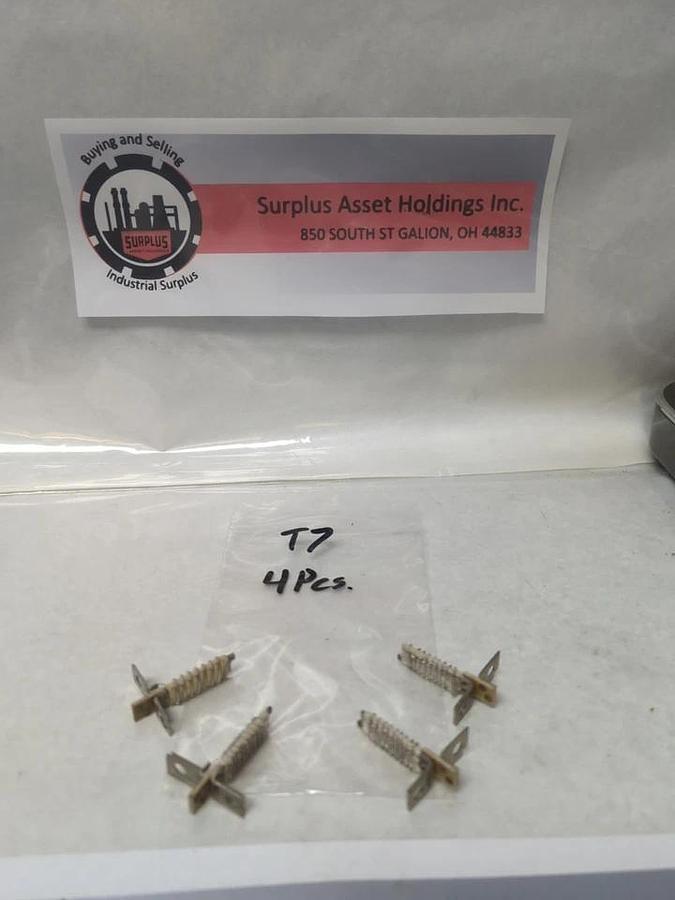 Buying and Selling
SURPLUS
Industrial Surplus
Surplus Asset Holdings Inc.
850 SOUTH ST GALION, OH 44833
T7
4 Pcs.